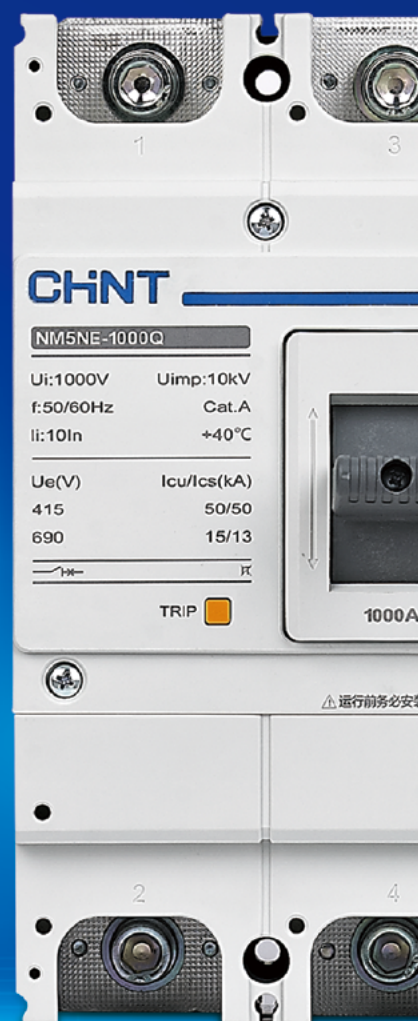 1 3
CHNT
NM5NE-1000Q
Ui:1000V Uimp:10kV
f:50/60Hz Cat.A
Ii:10In +40°C
Ue(V) Icu/Ics(kA)
415 50/50
690 15/13
TRIP
1000A
运行前务必安
2 4